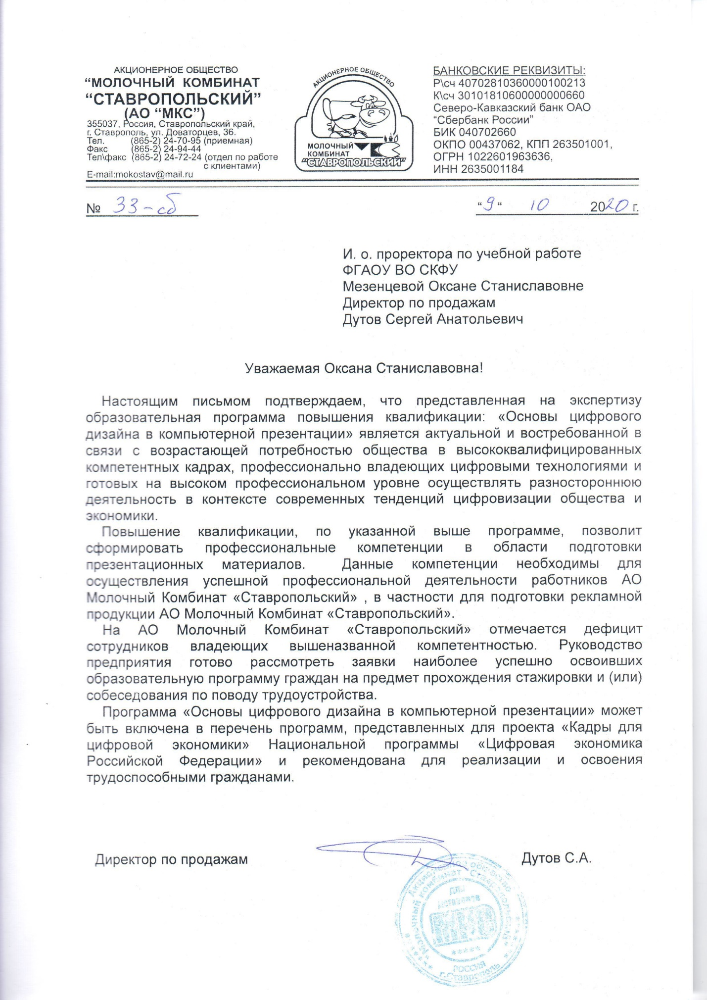 АКЦИОНЕРНОЕ ОБЩЕСТВО
“МОЛОЧНЫЙ КОМБИНАТ
“СТАВРОПОЛЬСКИЙ”
(АО “МКС”)
355037, Россия, Ставропольский край,
г. Ставрополь, ул. Доваторцев, 36.
Тел. (865-2) 24-70-95 (приемная)
Факс (865-2) 24-94-44
Тел\факс (865-2) 24-72-24 (отдел по работе
с клиентами)
E-mail:mokostav@mail.ru
АКЦИОНЕРНОЕ ОБЩЕСТВО
МОЛОЧНЫЙ
КОМБИНАТ
“СТАВРОПОЛЬСКИЙ”
БАНКОВСКИЕ РЕКВИЗИТЫ:
Р\сч 40702810360000100213
К\сч 30101810600000000660
Северо-Кавказский банк ОАО
“Сбербанк России”
БИК 040702660
ОКПО 00437062, КПП 263501001,
ОГРН 1022601963636,
ИНН 2635001184
№ 33-сб
“ 9 “ 10 2020 г.
И. о. проректора по учебной работе
ФГАОУ ВО СКФУ
Мезенцевой Оксане Станиславовне
Директор по продажам
Дутов Сергей Анатольевич
Уважаемая Оксана Станиславовна!
Настоящим письмом подтверждаем, что представленная на экспертизу
образовательная программа повышения квалификации: «Основы цифрового
дизайна в компьютерной презентации» является актуальной и востребованной в
связи с возрастающей потребностью общества в высококвалифицированных
компетентных кадрах, профессионально владеющих цифровыми технологиями и
готовых на высоком профессиональном уровне осуществлять разностороннюю
деятельность в контексте современных тенденций цифровизации общества и
экономики.
Повышение квалификации, по указанной выше программе, позволит
сформировать профессиональные компетенции в области подготовки
презентационных материалов. Данные компетенции необходимы для
осуществления успешной профессиональной деятельности работников АО
Молочный Комбинат «Ставропольский» , в частности для подготовки рекламной
продукции АО Молочный Комбинат «Ставропольский».
На АО Молочный Комбинат «Ставропольский» отмечается дефицит
сотрудников владеющих вышеназванной компетентностью. Руководство
предприятия готово рассмотреть заявки наиболее успешно освоивших
образовательную программу граждан на предмет прохождения стажировки и (или)
собеседования по поводу трудоустройства.
Программа «Основы цифрового дизайна в компьютерной презентации» может
быть включена в перечень программ, представленных для проекта «Кадры для
цифровой экономики» Национальной программы «Цифровая экономика
Российской Федерации» и рекомендована для реализации и освоения
трудоспособными гражданами.
Директор по продажам
Дутов С.А.
Акционерное общество
"Молочный комбинат "Ставропольский"
для
МКС
РОССИЯ
г.Ставрополь